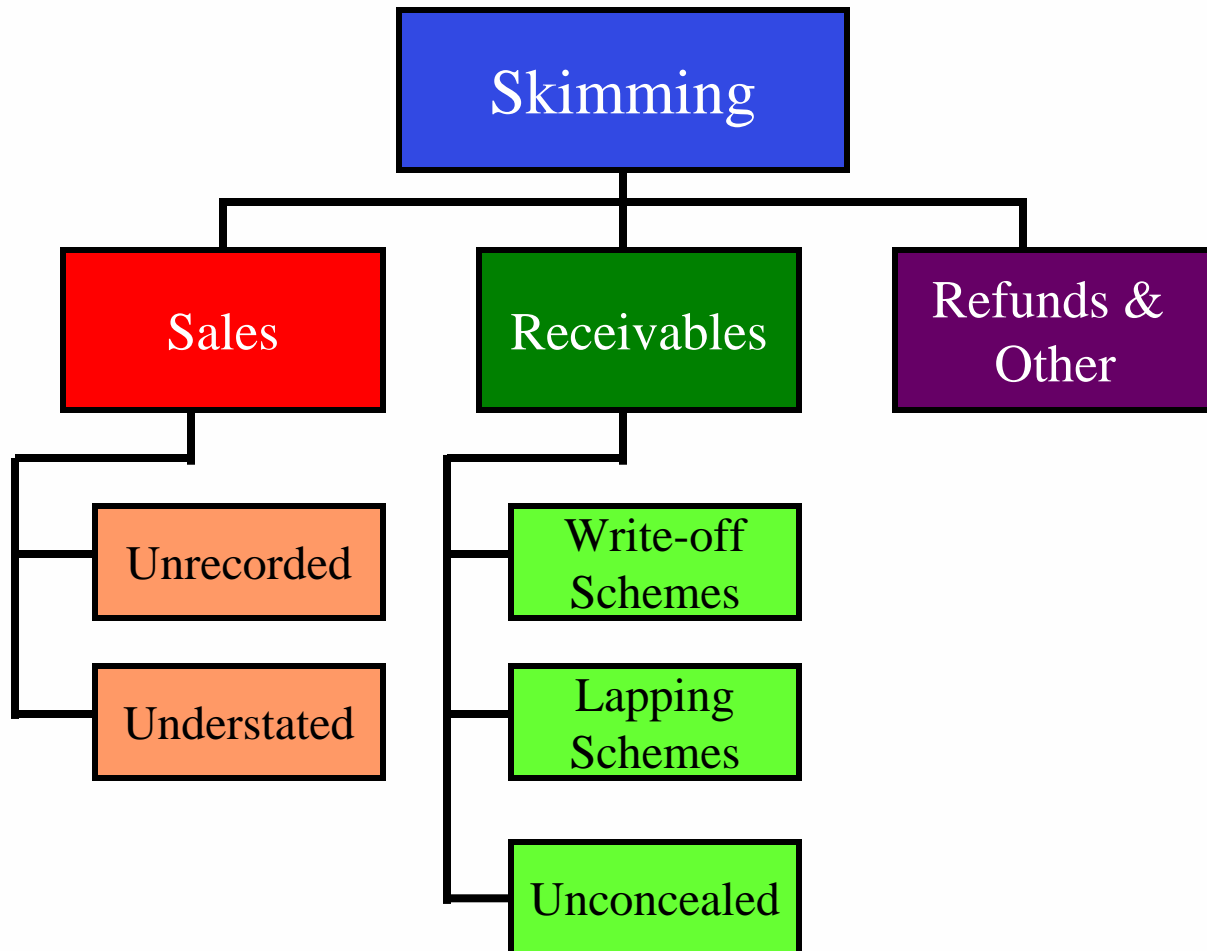 Skimming
Sales
Receivables
Refunds &
Other
Unrecorded
Understated
Write-off
Schemes
Lapping
Schemes
Unconcealed